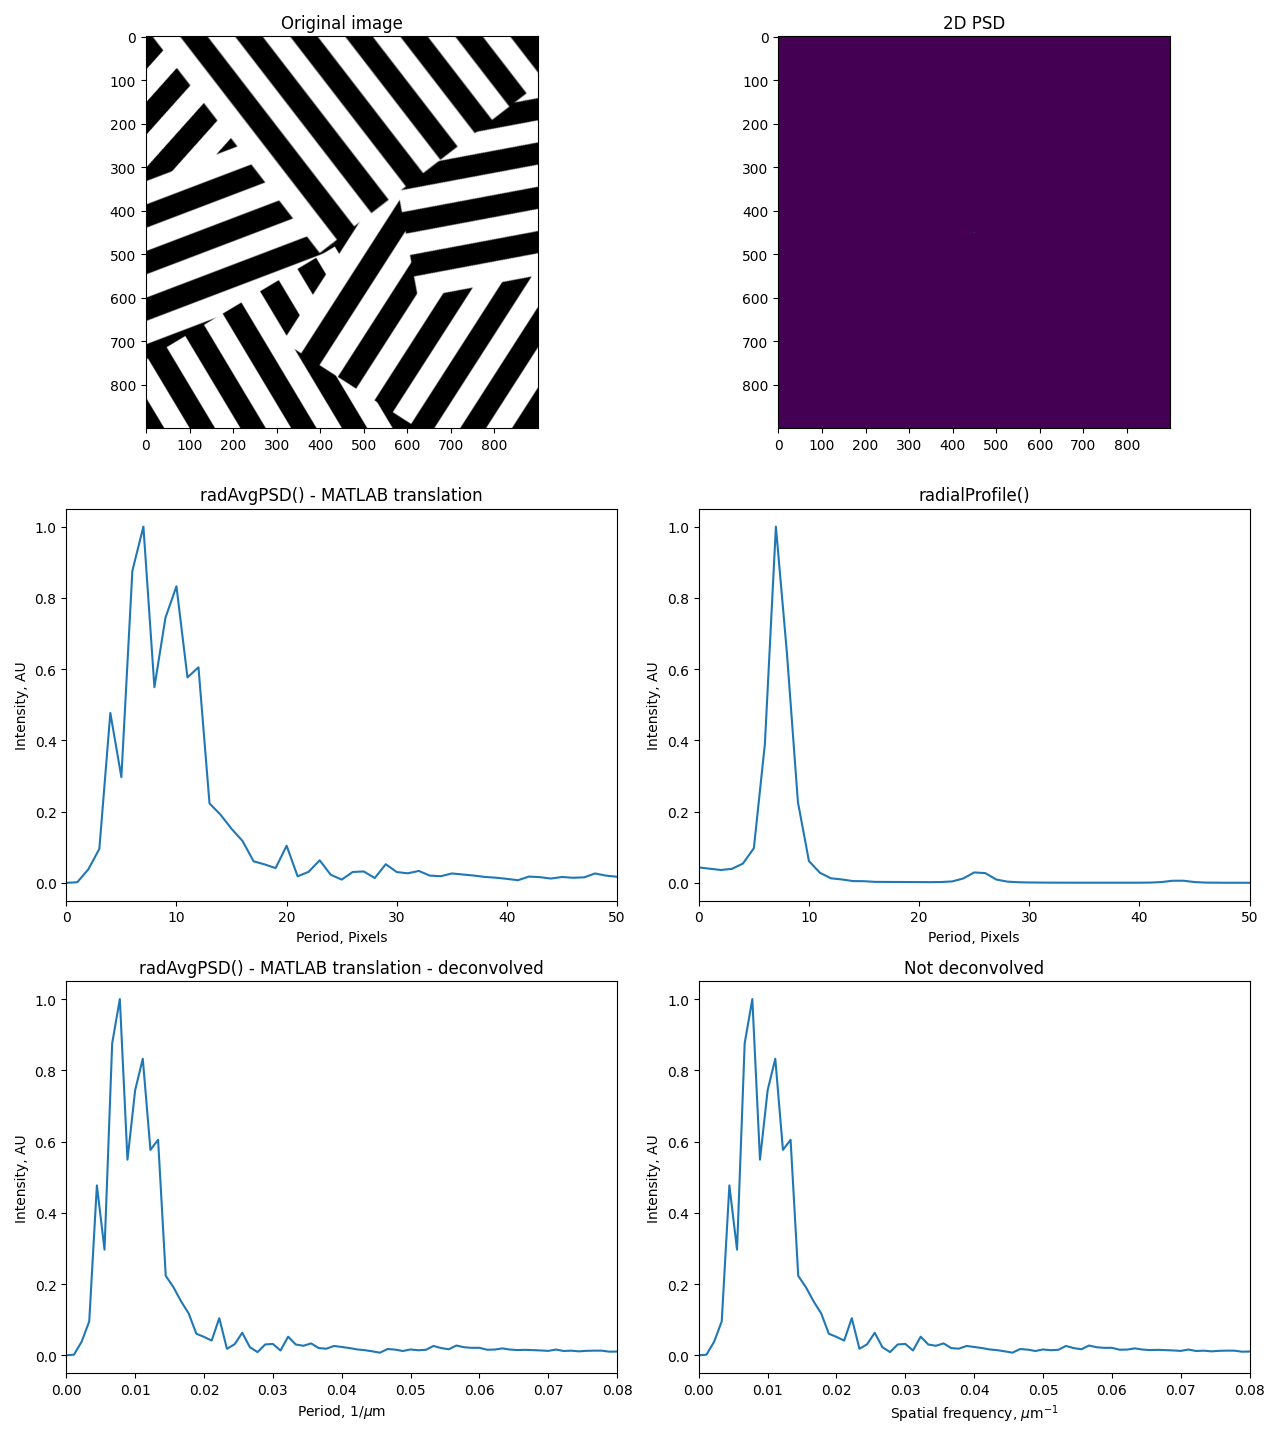 Original image
0
100
200
300
400
500
600
700
800
0 100 200 300 400 500 600 700 800
2D PSD
0
100
200
300
400
500
600
700
800
0 100 200 300 400 500 600 700 800
radAvgPSD() - MATLAB translation
Intensity, AU
1.0
0.8
0.6
0.4
0.2
0.0
0 10 20 30 40 50
Period, Pixels
radialProfile()
Intensity, AU
1.0
0.8
0.6
0.4
0.2
0.0
0 10 20 30 40 50
Period, Pixels
radAvgPSD() - MATLAB translation - deconvolved
Intensity, AU
1.0
0.8
0.6
0.4
0.2
0.0
0.00 0.01 0.02 0.03 0.04 0.05 0.06 0.07 0.08
Period, 1/μm
Not deconvolved
Intensity, AU
1.0
0.8
0.6
0.4
0.2
0.0
0.00 0.01 0.02 0.03 0.04 0.05 0.06 0.07 0.08
Spatial frequency, μm⁻¹